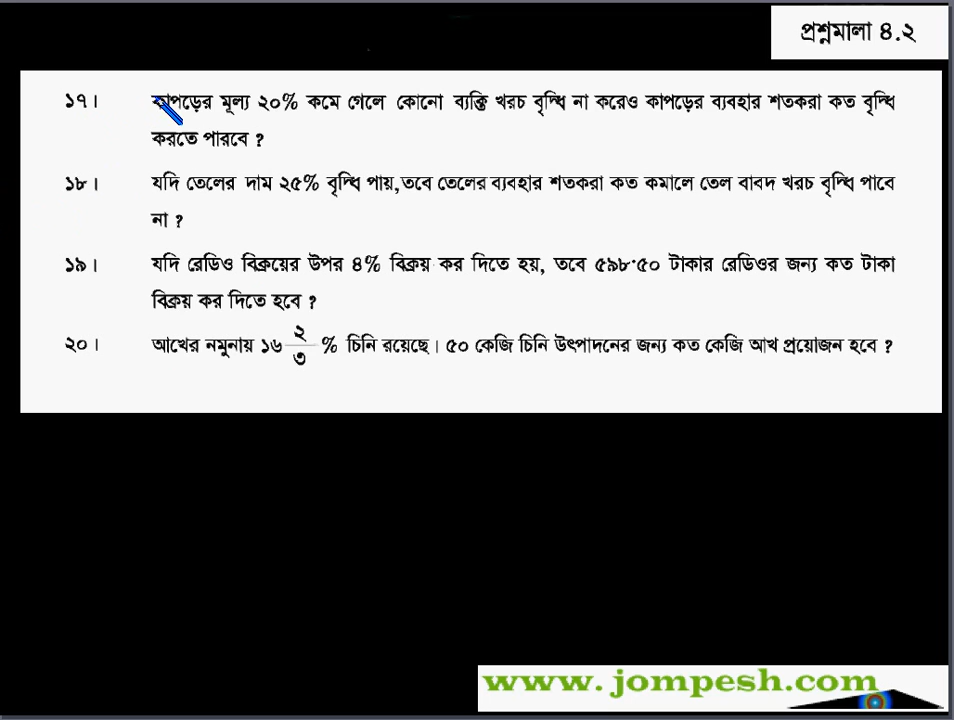 প্রশ্নমালা ৪.২
১৭। কাপড়ের মূল্য ২০% কমে গেলে কোনো ব্যক্তি খরচ বৃদ্ধি না করেও কাপড়ের ব্যবহার শতকরা কত বৃদ্ধি
করতে পারবে ?
১৮। যদি তেলের দাম ২৫% বৃদ্ধি পায়,তবে তেলের ব্যবহার শতকরা কত কমালে তেল বাবদ খরচ বৃদ্ধি পাবে
না ?
১৯। যদি রেডিও বিক্রয়ের উপর ৪% বিক্রয় কর দিতে হয়, তবে ৫৯৮·৫০ টাকার রেডিওর জন্য কত টাকা
বিক্রয় কর দিতে হবে ?
২০। আখের নমুনায় ১৬ ২/৩ % চিনি রয়েছে। ৫০ কেজি চিনি উৎপাদনের জন্য কত কেজি আখ প্রয়োজন হবে ?
www. jompesh.com